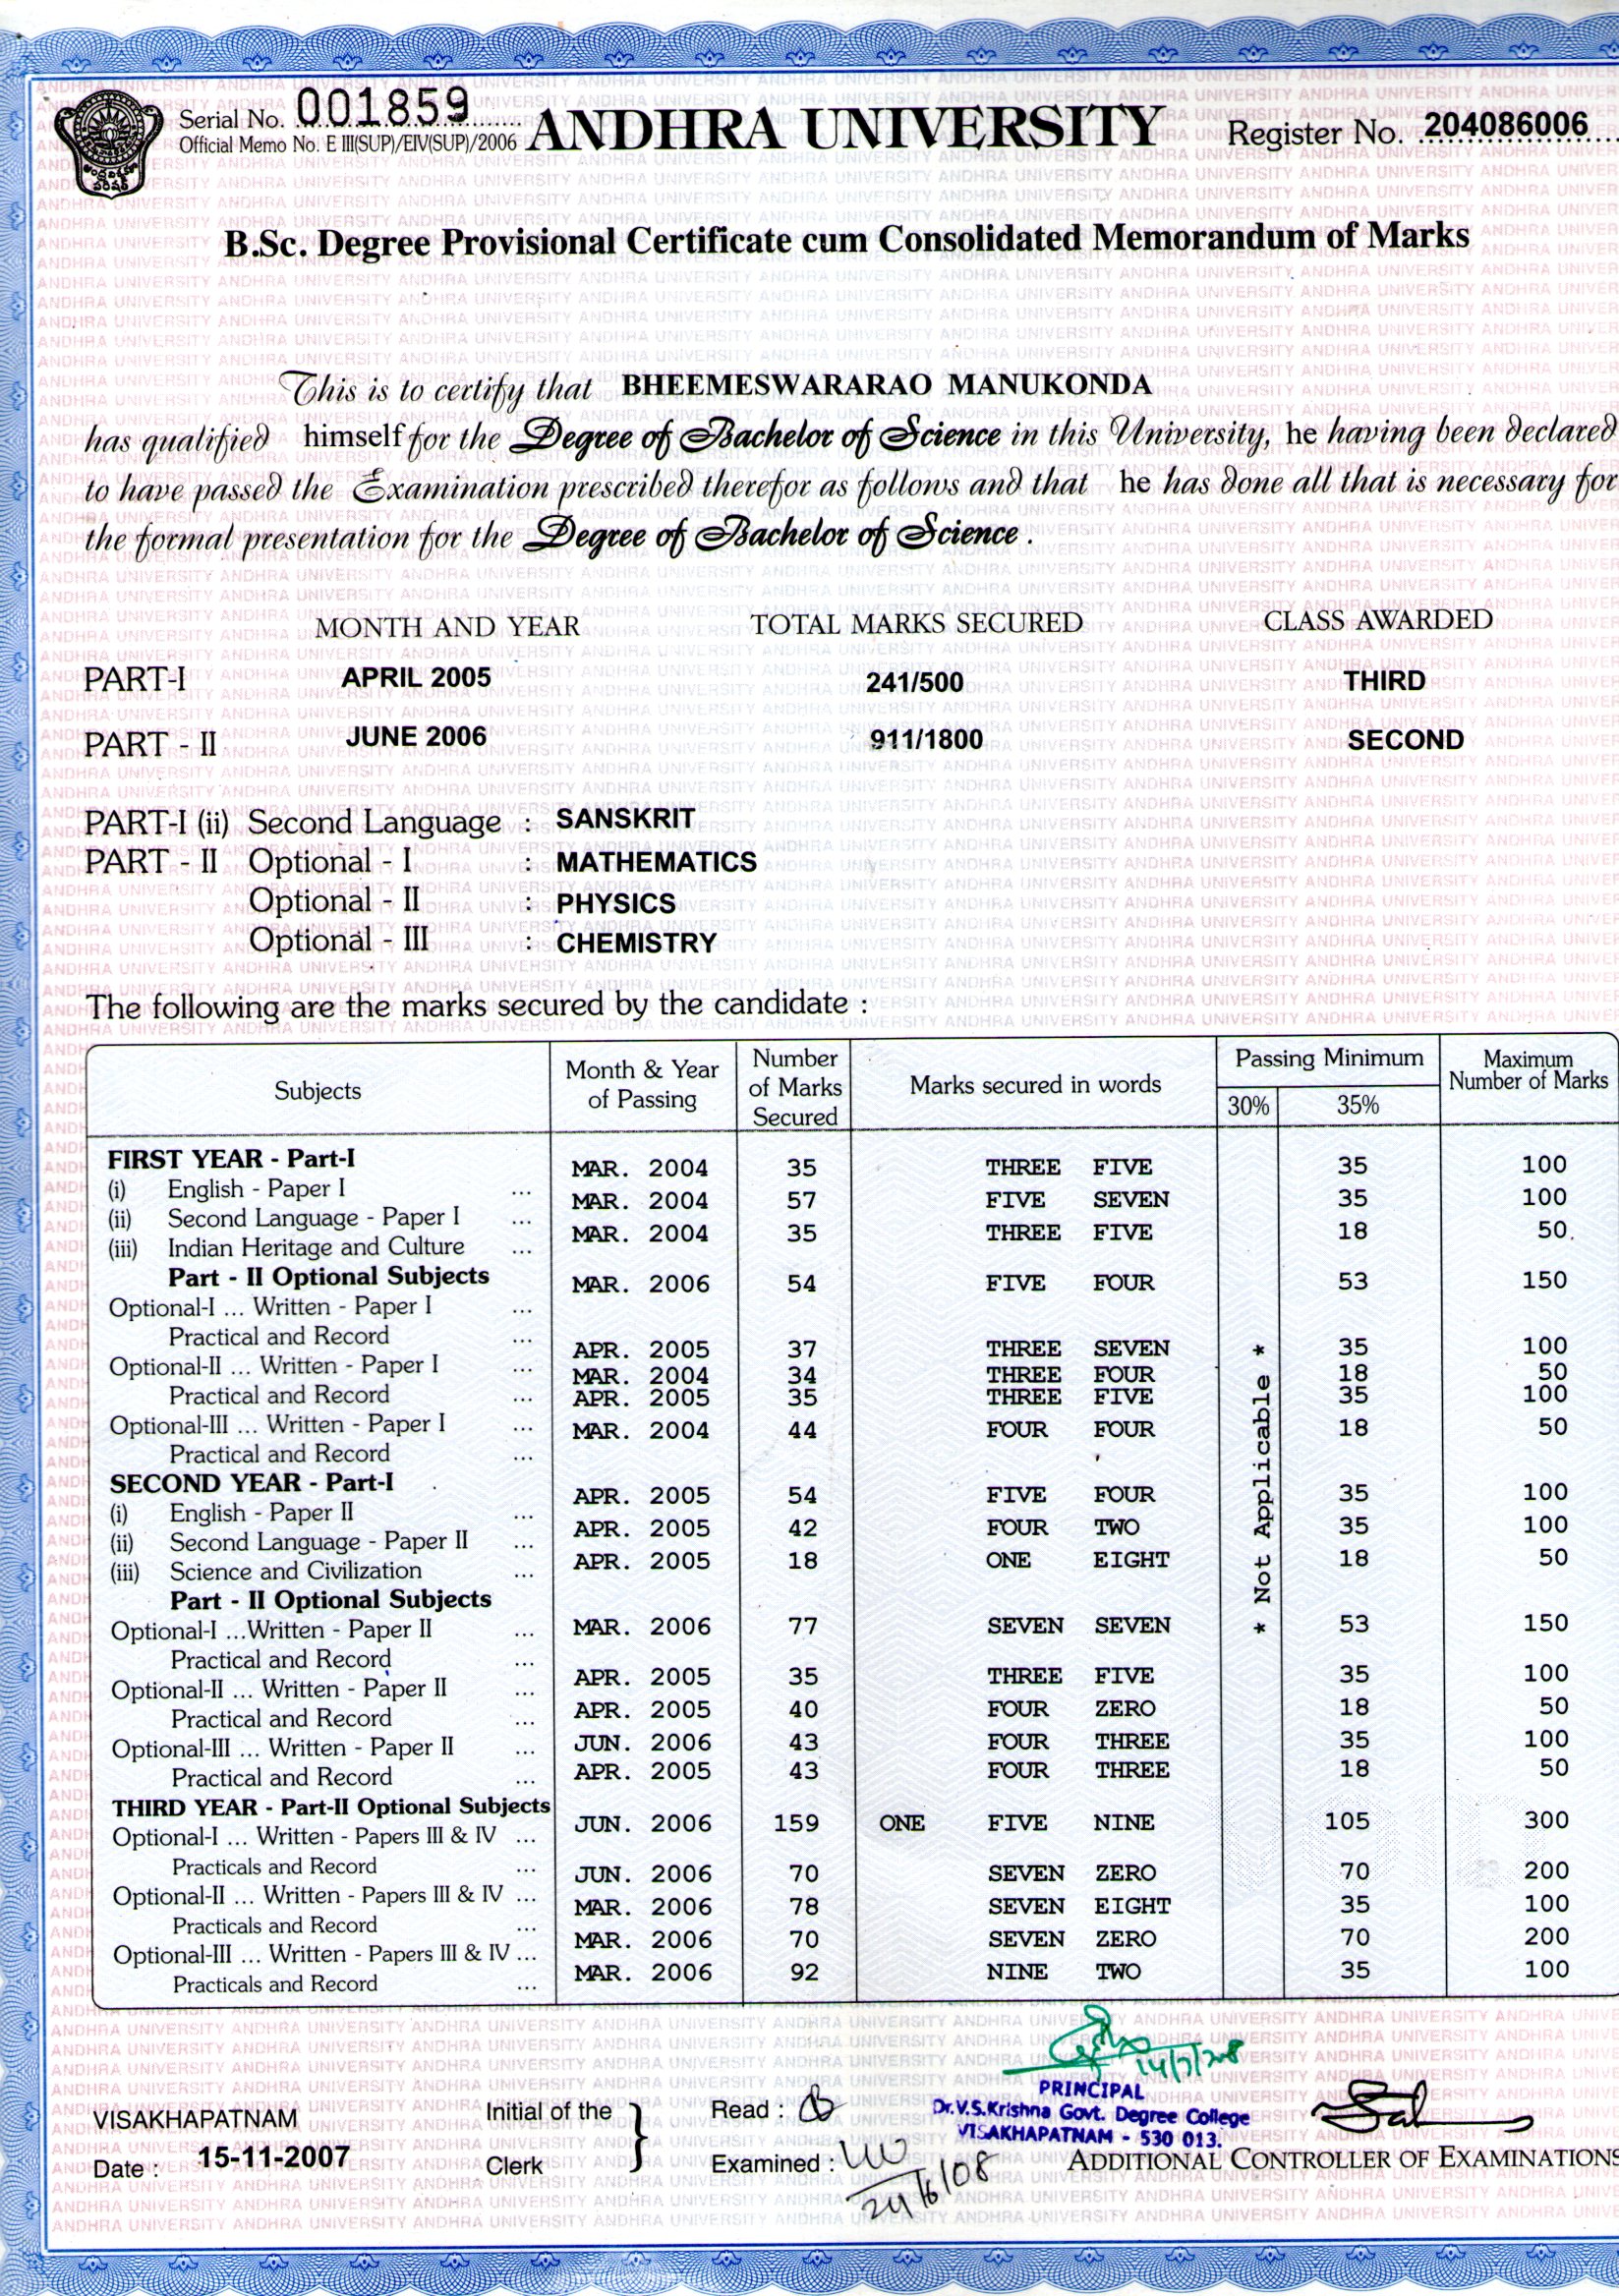 Serial No. 001859
Official Memo No. E III(SUP)/EIV(SUP)/2006
ANDHRA UNIVERSITY
Register No. 204086006
B.Sc. Degree Provisional Certificate cum Consolidated Memorandum of Marks
This is to certify that BHEEMESWARARAO MANUKONDA
has qualified himself for the Degree of Bachelor of Science in this University, he having been declared
to have passed the Examination prescribed therefor as follows and that he has done all that is necessary for
the formal presentation for the Degree of Bachelor of Science.
MONTH AND YEAR TOTAL MARKS SECURED CLASS AWARDED
PART-I APRIL 2005 241/500 THIRD
PART - II JUNE 2006 911/1800 SECOND
PART-I (ii) Second Language : SANSKRIT
PART - II Optional - I : MATHEMATICS
Optional - II : PHYSICS
Optional - III : CHEMISTRY
The following are the marks secured by the candidate :
Subjects Month & Year of Passing Number of Marks Secured Marks secured in words Passing Minimum 30% 35% Maximum Number of Marks
FIRST YEAR - Part-I
(i) English - Paper I ... MAR. 2004 35 THREE FIVE 35 100
(ii) Second Language - Paper I ... MAR. 2004 57 FIVE SEVEN 35 100
(iii) Indian Heritage and Culture ... MAR. 2004 35 THREE FIVE 18 50
Part - II Optional Subjects
Optional-I ... Written - Paper I ... MAR. 2006 54 FIVE FOUR 53 150
Practical and Record ...
Optional-II ... Written - Paper I ... APR. 2005 37 THREE SEVEN 35 100
Practical and Record ... MAR. 2004 34 THREE FOUR 18 50
Optional-III ... Written - Paper I ... APR. 2005 35 THREE FIVE 35 100
Practical and Record ... MAR. 2004 44 FOUR FOUR 18 50
* Not Applicable *
SECOND YEAR - Part-I
(i) English - Paper II ... APR. 2005 54 FIVE FOUR 35 100
(ii) Second Language - Paper II ... APR. 2005 42 FOUR TWO 35 100
(iii) Science and Civilization ... APR. 2005 18 ONE EIGHT 18 50
Part - II Optional Subjects
Optional-I ...Written - Paper II ... MAR. 2006 77 SEVEN SEVEN 53 150
Practical and Record ...
Optional-II ... Written - Paper II ... APR. 2005 35 THREE FIVE 35 100
Practical and Record ... APR. 2005 40 FOUR ZERO 18 50
Optional-III ... Written - Paper II ... JUN. 2006 43 FOUR THREE 35 100
Practical and Record ... APR. 2005 43 FOUR THREE 18 50
THIRD YEAR - Part-II Optional Subjects
Optional-I ... Written - Papers III & IV ... JUN. 2006 159 ONE FIVE NINE 105 300
Practicals and Record ...
Optional-II ... Written - Papers III & IV ... JUN. 2006 70 SEVEN ZERO 70 200
Practicals and Record ... MAR. 2006 78 SEVEN EIGHT 35 100
Optional-III ... Written - Papers III & IV ... MAR. 2006 70 SEVEN ZERO 70 200
Practicals and Record ... MAR. 2006 92 NINE TWO 35 100
VISAKHAPATNAM
Date : 15-11-2007
Initial of the
Clerk
Read :
Examined :
24/6/08
PRINCIPAL
Dr.V.S.Krishna Govt. Degree College
VISAKHAPATNAM - 530 013.
ADDITIONAL CONTROLLER OF EXAMINATIONS